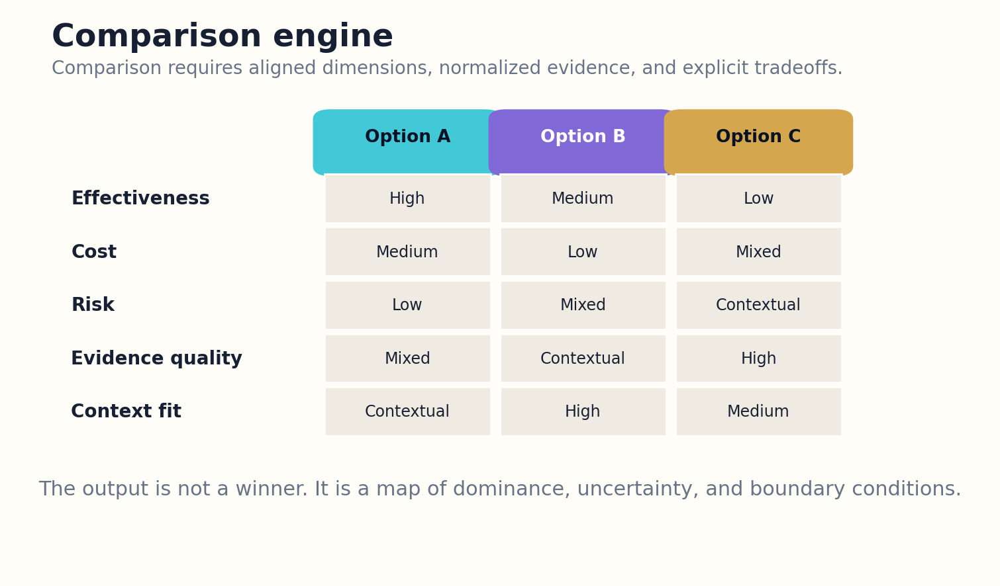 Comparison engine
Comparison requires aligned dimensions, normalized evidence, and explicit tradeoffs.
Option A Option B Option C
Effectiveness High Medium Low
Cost Medium Low Mixed
Risk Low Mixed Contextual
Evidence quality Mixed Contextual High
Context fit Contextual High Medium
The output is not a winner. It is a map of dominance, uncertainty, and boundary conditions.